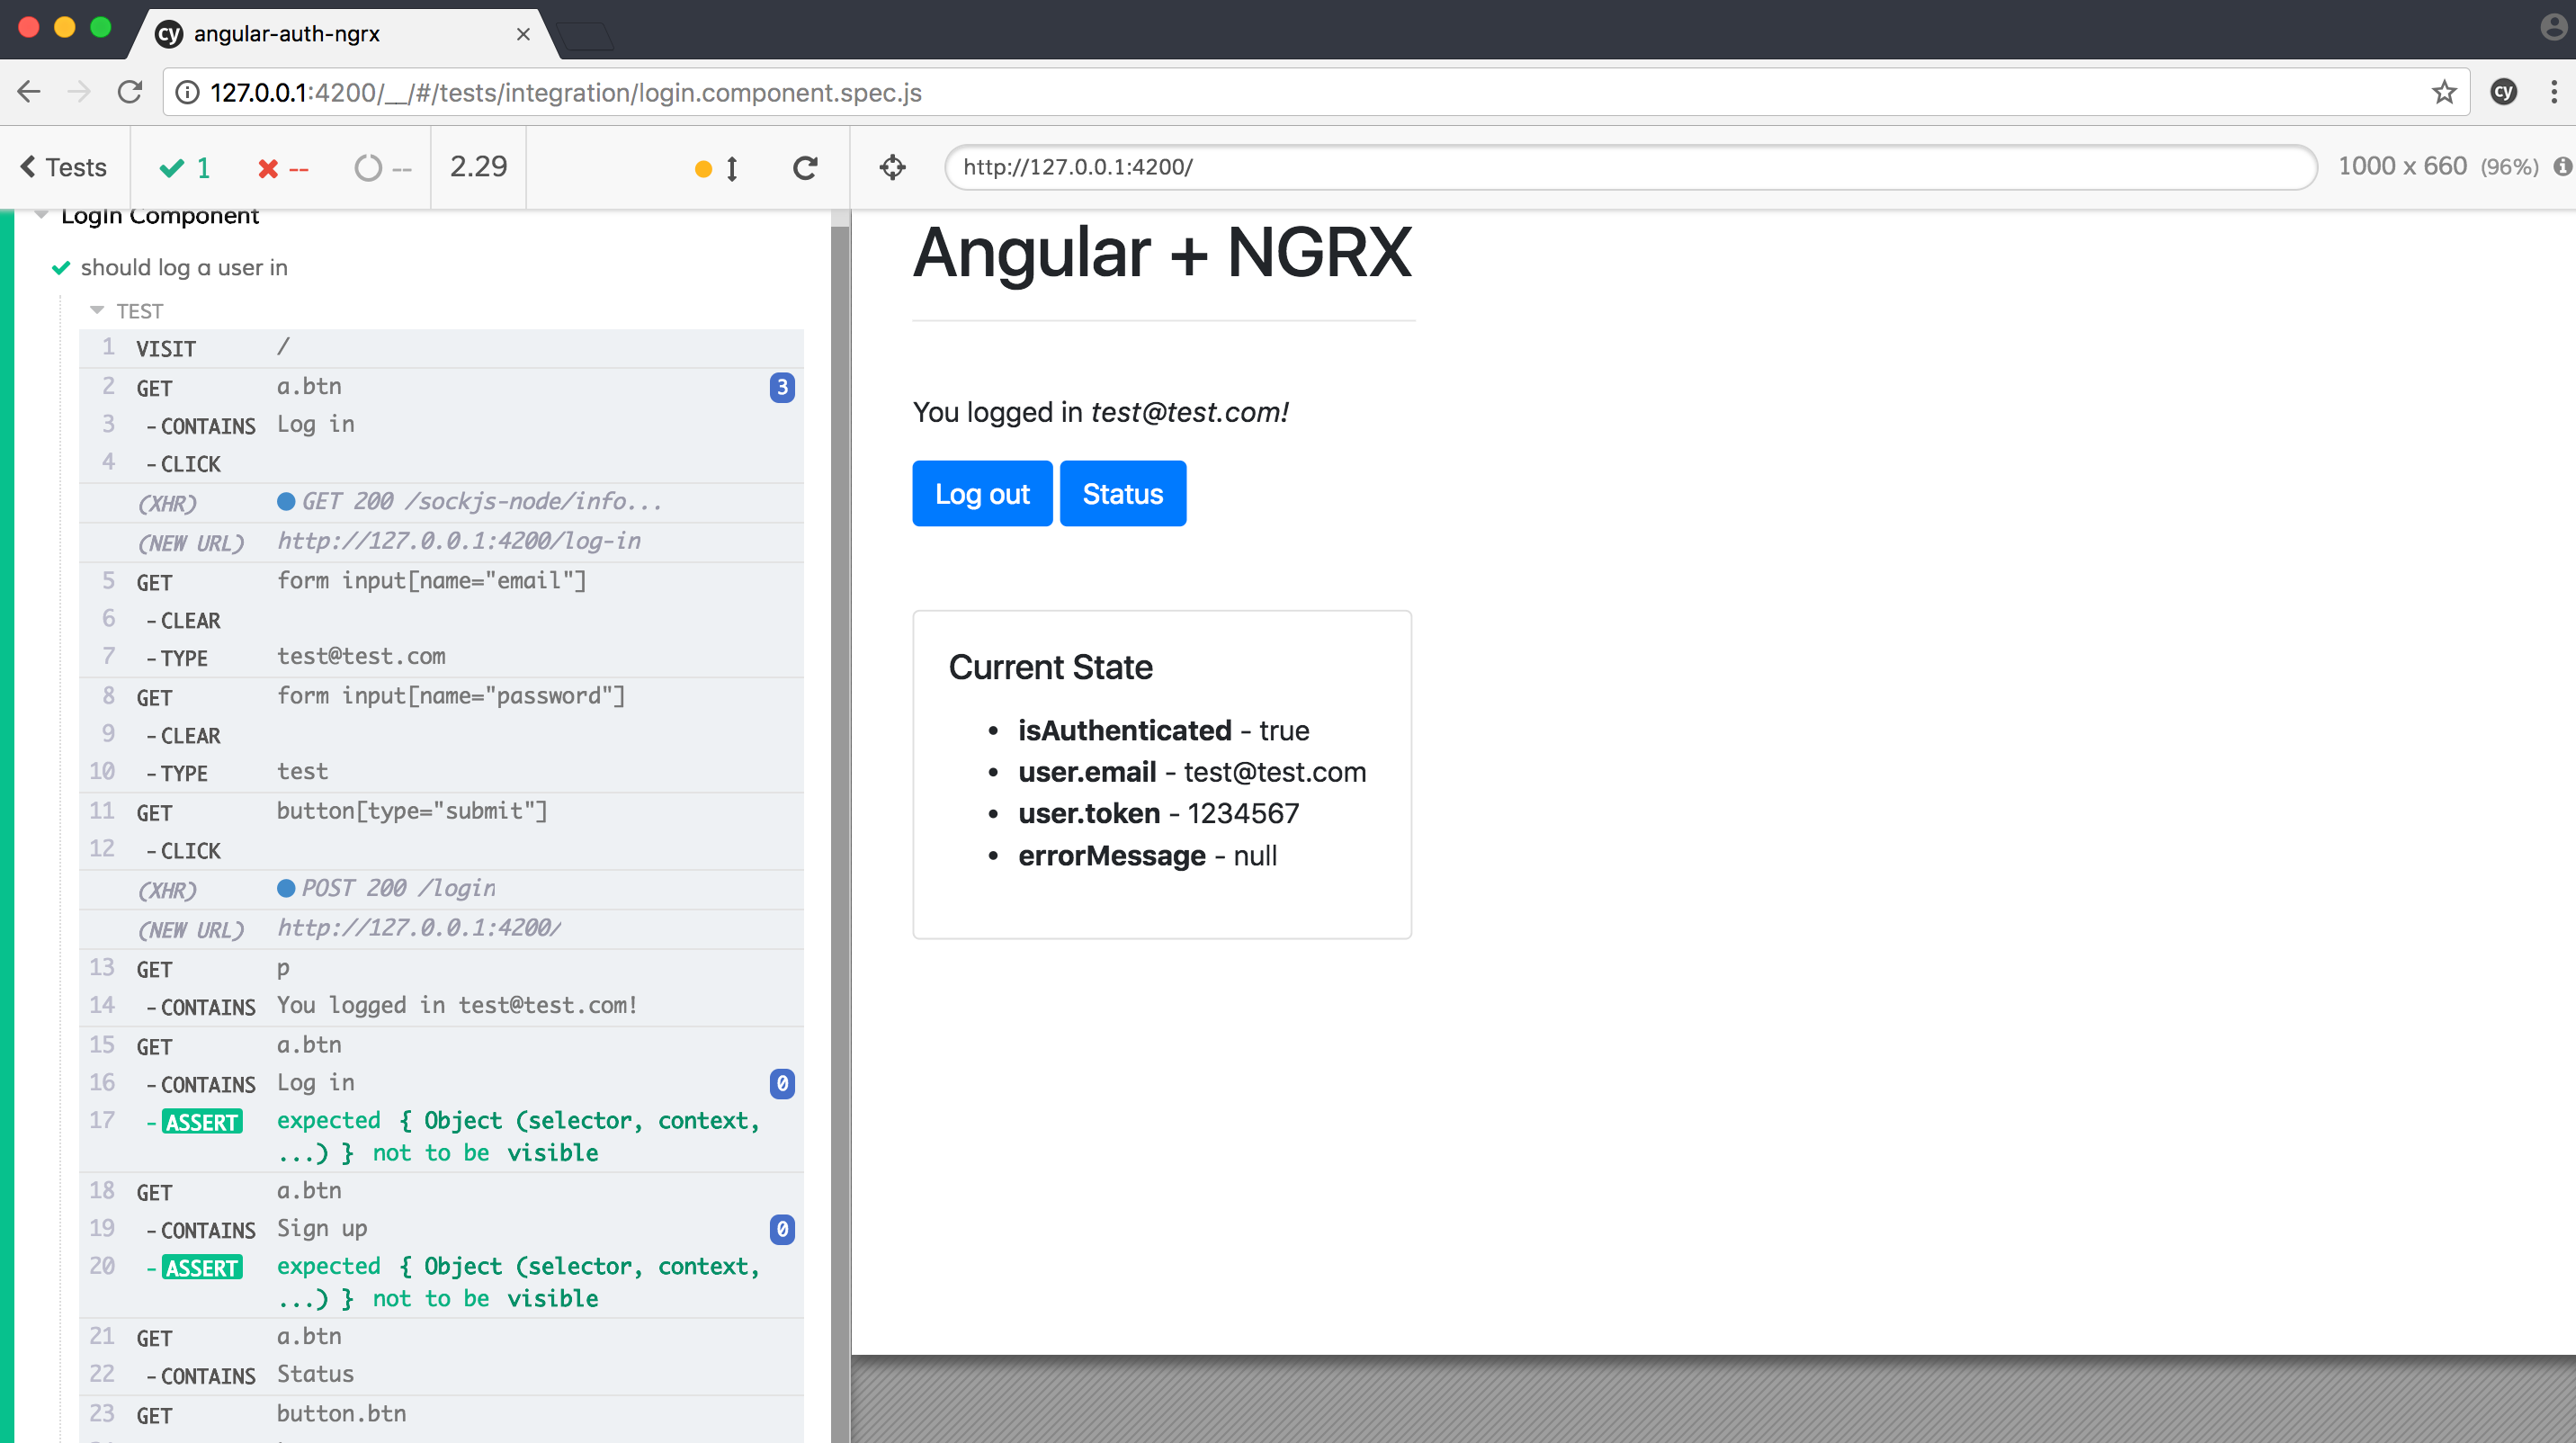 cy angular-auth-ngrx ×
127.0.0.1:4200/__/#/tests/integration/login.component.spec.js cy
Tests 1 -- -- 2.29 http://127.0.0.1:4200/ 1000 x 660 (96%)
LogIn Component
should log a user in
TEST
1 VISIT /
2 GET a.btn 3
3 -CONTAINS Log in
4 -CLICK
(XHR) GET 200 /sockjs-node/info...
(NEW URL) http://127.0.0.1:4200/log-in
5 GET form input[name="email"]
6 -CLEAR
7 -TYPE test@test.com
8 GET form input[name="password"]
9 -CLEAR
10 -TYPE test
11 GET button[type="submit"]
12 -CLICK
(XHR) POST 200 /login
(NEW URL) http://127.0.0.1:4200/
13 GET p
14 -CONTAINS You logged in test@test.com!
15 GET a.btn
16 -CONTAINS Log in 0
17 -ASSERT expected { Object (selector, context,
...) } not to be visible
18 GET a.btn
19 -CONTAINS Sign up 0
20 -ASSERT expected { Object (selector, context,
...) } not to be visible
21 GET a.btn
22 -CONTAINS Status
23 GET button.btn
Angular + NGRX
You logged in test@test.com!
Log out Status
Current State
• isAuthenticated - true
• user.email - test@test.com
• user.token - 1234567
• errorMessage - null